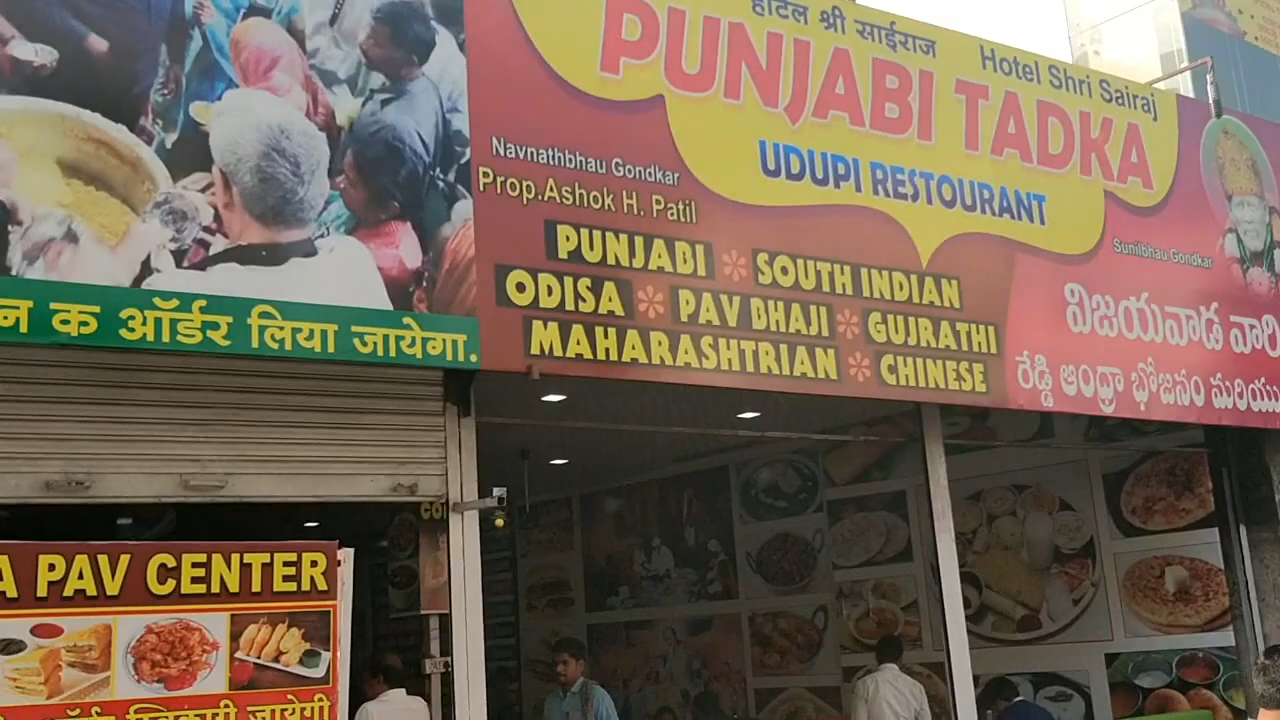 होटल श्री साईराज
Hotel Shri Sairaj
PUNJABI TADKA
UDUPI RESTOURANT
Navnathbhau Gondkar
Prop.Ashok H. Patil
Sunilbhau Gondkar
PUNJABI * SOUTH INDIAN
ODISA * PAV BHAJI * GUJRATHI
MAHARASHTRIAN * CHINESE
విజయవాడ వారి
రెడ్డి ఆంధ్రా భోజనం మరియు
क ऑर्डर लिया जायेगा.
PAV CENTER
जायेगी